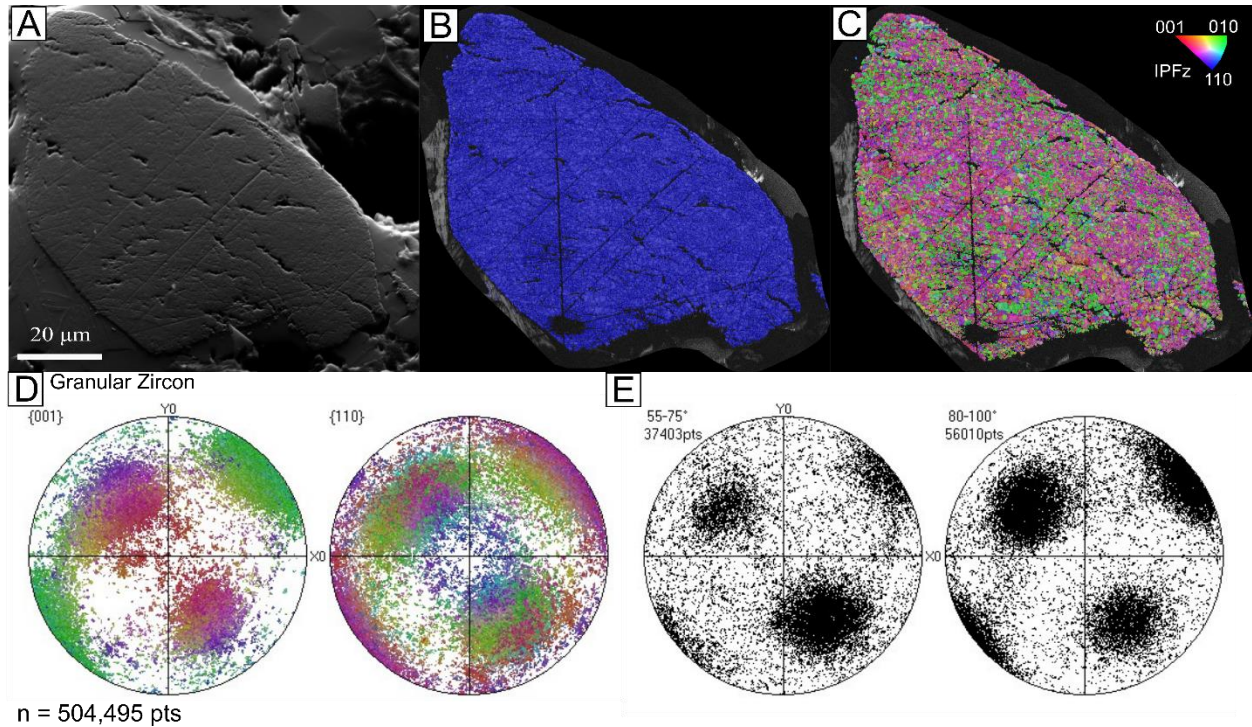 A
B
C
001 010
IPFz
110
20 µm
D Granular Zircon
{001}
Y0
{110}
X0
n = 504,495 pts
E
55-75°
37403pts
Y0
80-100°
56010pts
X0